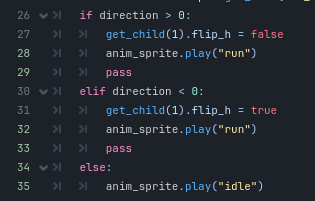 26 if direction > 0:
27 get_child(1).flip_h = false
28 anim_sprite.play("run")
29 pass
30 elif direction < 0:
31 get_child(1).flip_h = true
32 anim_sprite.play("run")
33 pass
34 else:
35 anim_sprite.play("idle")